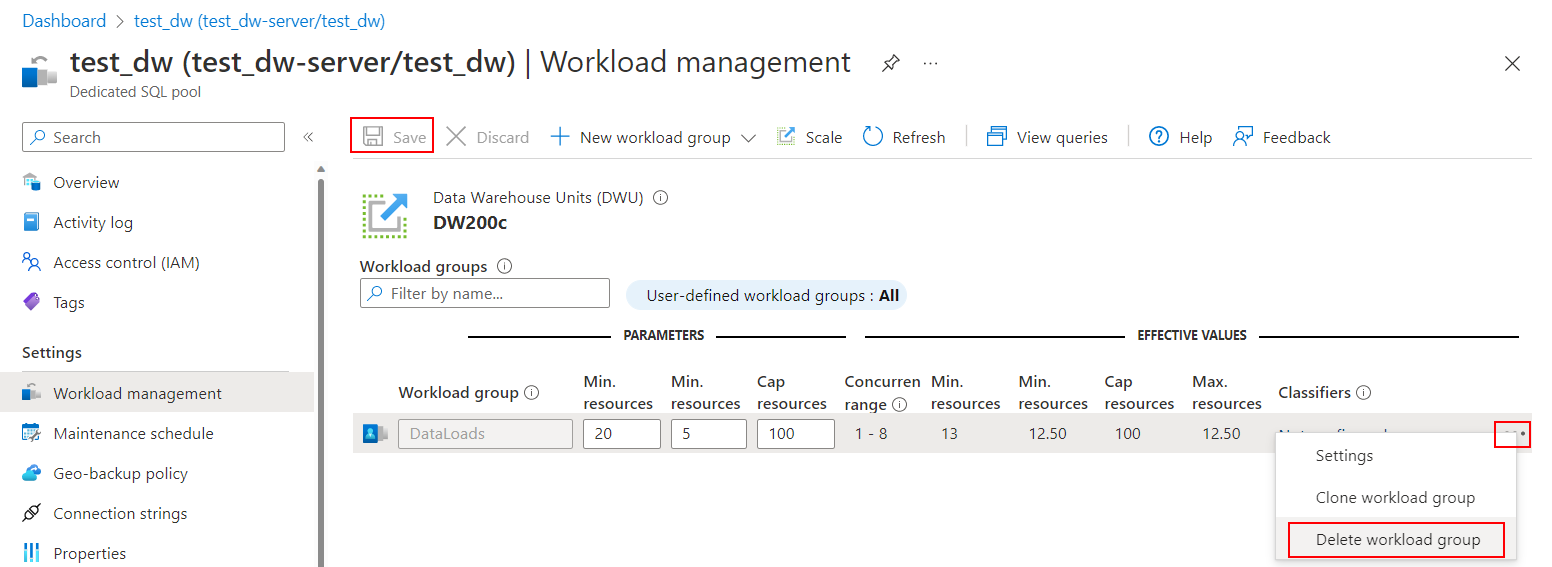 Dashboard > test_dw (test_dw-server/test_dw)
test_dw (test_dw-server/test_dw) | Workload management ...
Dedicated SQL pool
Search «
Save Discard New workload group Scale Refresh View queries Help Feedback
Overview
Activity log
Access control (IAM)
Tags
Settings
Workload management
Maintenance schedule
Geo-backup policy
Connection strings
Properties
Data Warehouse Units (DWU)
DW200c
Workload groups
Filter by name... User-defined workload groups : All
PARAMETERS EFFECTIVE VALUES
Workload group Min. resources Min. resources Cap resources Concurren range Min. resources Min. resources Cap resources Max. resources Classifiers
DataLoads 20 5 100 1 - 8 13 12.50 100 12.50
Settings
Clone workload group
Delete workload group